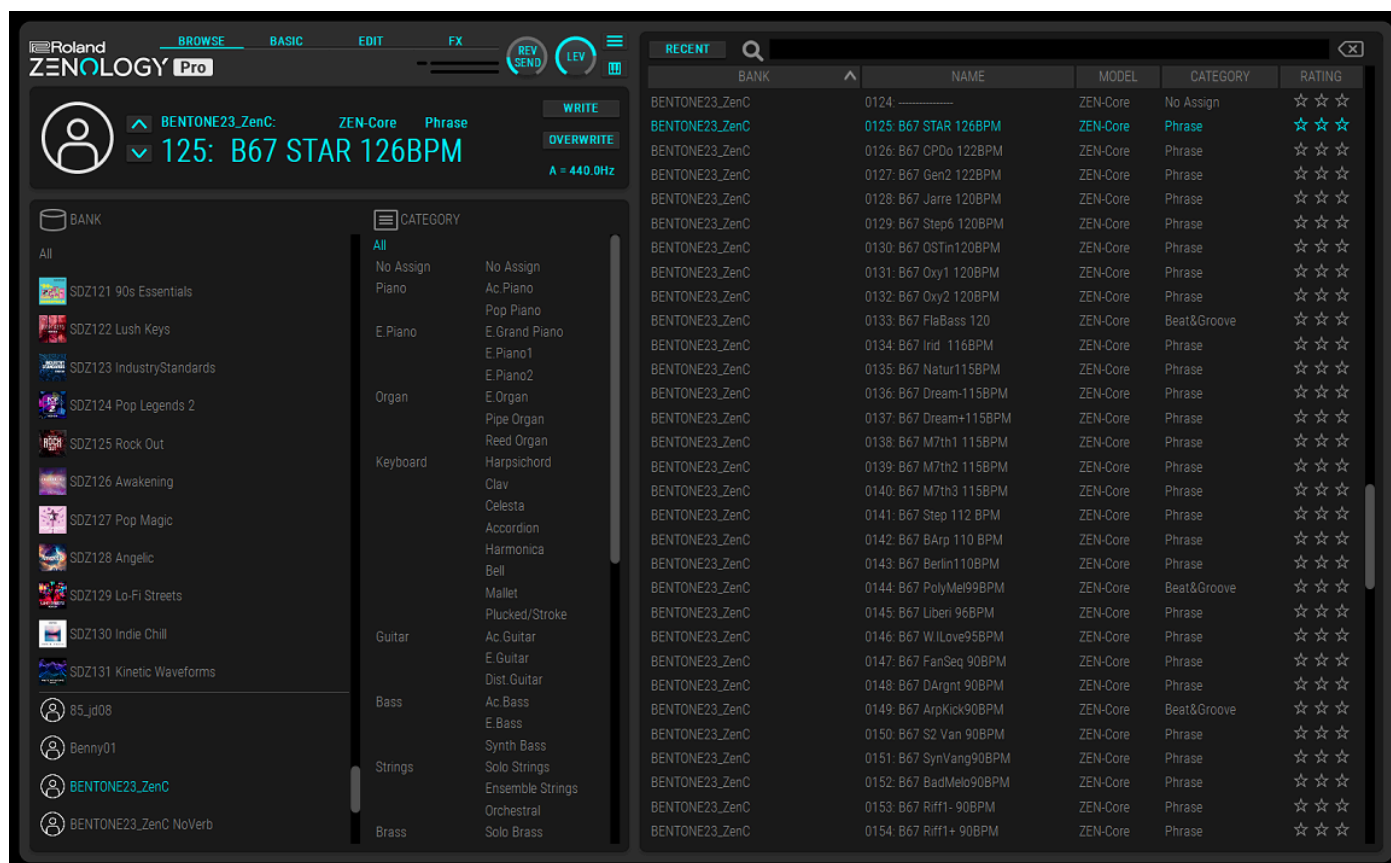 Roland
ZENOLOGY Pro
BROWSE BASIC EDIT FX
REV SEND
LEV
BENTONE23_ZenC: ZEN-Core Phrase
125: B67 STAR 126BPM
WRITE
OVERWRITE
A = 440.0Hz
BANK
All
SDZ121 90s Essentials
SDZ122 Lush Keys
SDZ123 IndustryStandards
SDZ124 Pop Legends 2
SDZ125 Rock Out
SDZ126 Awakening
SDZ127 Pop Magic
SDZ128 Angelic
SDZ129 Lo-Fi Streets
SDZ130 Indie Chill
SDZ131 Kinetic Waveforms
85_jd08
Benny01
BENTONE23_ZenC
BENTONE23_ZenC NoVerb
CATEGORY
All
No Assign No Assign
Piano Ac.Piano
Pop Piano
E.Piano E.Grand Piano
E.Piano1
E.Piano2
Organ E.Organ
Pipe Organ
Reed Organ
Keyboard Harpsichord
Clav
Celesta
Accordion
Harmonica
Bell
Mallet
Plucked/Stroke
Guitar Ac.Guitar
E.Guitar
Dist.Guitar
Bass Ac.Bass
E.Bass
Synth Bass
Strings Solo Strings
Ensemble Strings
Orchestral
Brass Solo Brass
RECENT
BANK NAME MODEL CATEGORY RATING
BENTONE23_ZenC 0124: ---------------- ZEN-Core No Assign
BENTONE23_ZenC 0125: B67 STAR 126BPM ZEN-Core Phrase
BENTONE23_ZenC 0126: B67 CPDo 122BPM ZEN-Core Phrase
BENTONE23_ZenC 0127: B67 Gen2 122BPM ZEN-Core Phrase
BENTONE23_ZenC 0128: B67 Jarre 120BPM ZEN-Core Phrase
BENTONE23_ZenC 0129: B67 Step6 120BPM ZEN-Core Phrase
BENTONE23_ZenC 0130: B67 OSTin120BPM ZEN-Core Phrase
BENTONE23_ZenC 0131: B67 Oxy1 120BPM ZEN-Core Phrase
BENTONE23_ZenC 0132: B67 Oxy2 120BPM ZEN-Core Phrase
BENTONE23_ZenC 0133: B67 FlaBass 120 ZEN-Core Beat&Groove
BENTONE23_ZenC 0134: B67 Irid 116BPM ZEN-Core Phrase
BENTONE23_ZenC 0135: B67 Natur115BPM ZEN-Core Phrase
BENTONE23_ZenC 0136: B67 Dream-115BPM ZEN-Core Phrase
BENTONE23_ZenC 0137: B67 Dream+115BPM ZEN-Core Phrase
BENTONE23_ZenC 0138: B67 M7th1 115BPM ZEN-Core Phrase
BENTONE23_ZenC 0139: B67 M7th2 115BPM ZEN-Core Phrase
BENTONE23_ZenC 0140: B67 M7th3 115BPM ZEN-Core Phrase
BENTONE23_ZenC 0141: B67 Step 112 BPM ZEN-Core Phrase
BENTONE23_ZenC 0142: B67 BArp 110 BPM ZEN-Core Phrase
BENTONE23_ZenC 0143: B67 Berlin110BPM ZEN-Core Phrase
BENTONE23_ZenC 0144: B67 PolyMel99BPM ZEN-Core Beat&Groove
BENTONE23_ZenC 0145: B67 Liberi 96BPM ZEN-Core Phrase
BENTONE23_ZenC 0146: B67 W.ILove95BPM ZEN-Core Phrase
BENTONE23_ZenC 0147: B67 FanSeq 90BPM ZEN-Core Phrase
BENTONE23_ZenC 0148: B67 DArgnt 90BPM ZEN-Core Phrase
BENTONE23_ZenC 0149: B67 ArpKick90BPM ZEN-Core Beat&Groove
BENTONE23_ZenC 0150: B67 S2 Van 90BPM ZEN-Core Phrase
BENTONE23_ZenC 0151: B67 SynVang90BPM ZEN-Core Phrase
BENTONE23_ZenC 0152: B67 BadMelo90BPM ZEN-Core Phrase
BENTONE23_ZenC 0153: B67 Riff1- 90BPM ZEN-Core Phrase
BENTONE23_ZenC 0154: B67 Riff1+ 90BPM ZEN-Core Phrase